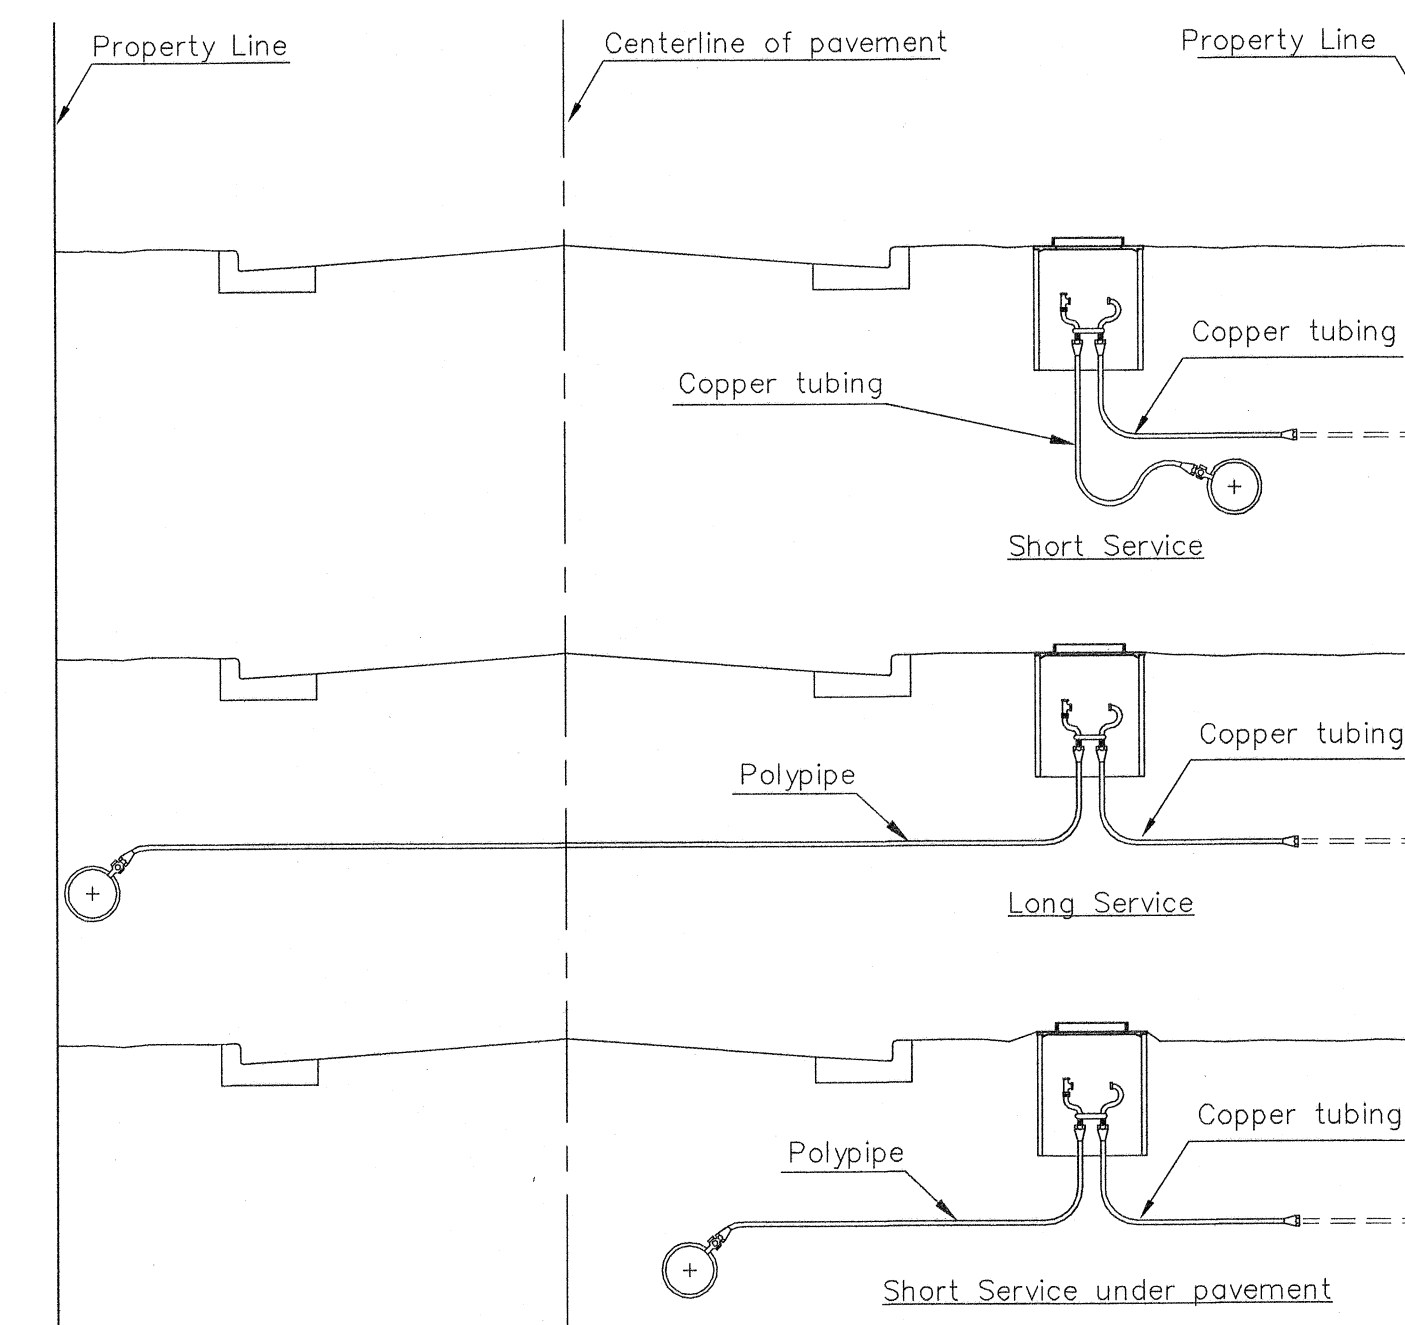 Property Line
Centerline of pavement
Property Line
Copper tubing
Copper tubing
Short Service
Copper tubing
Polypipe
Long Service
Copper tubing
Polypipe
Short Service under pavement